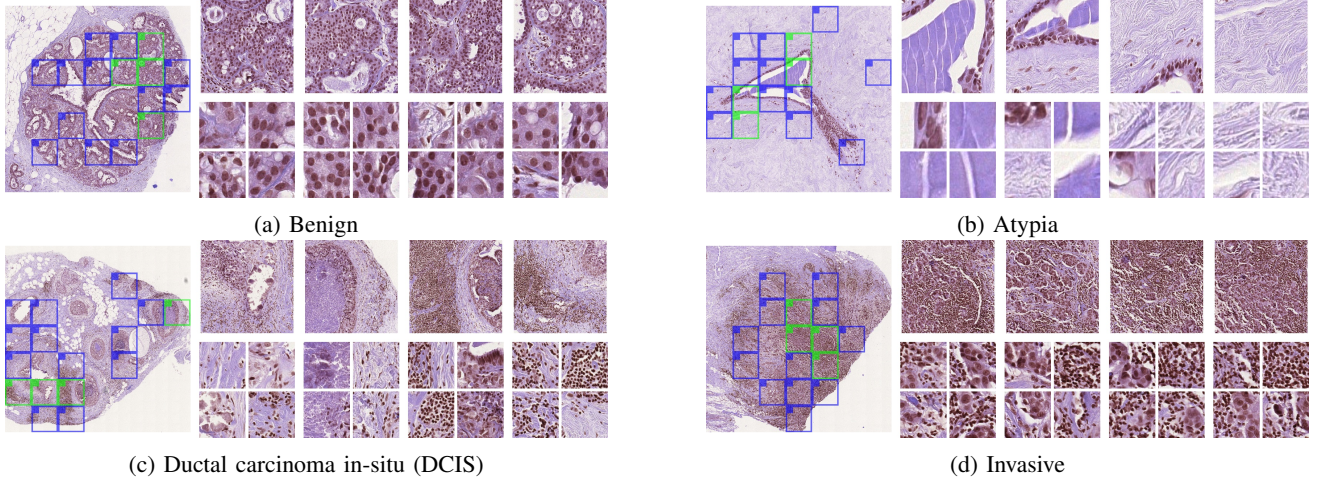 (a) Benign
(b) Atypia
(c) Ductal carcinoma in-situ (DCIS)
(d) Invasive